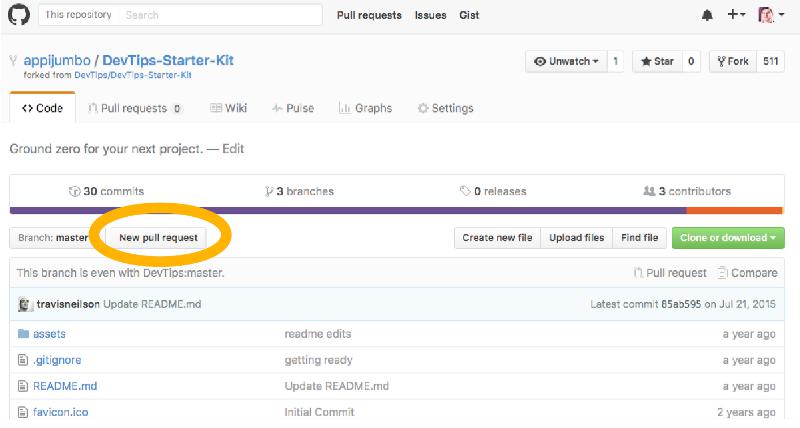 This repository Search Pull requests Issues Gist
appijumbo / DevTips-Starter-Kit Unwatch 1 Star 0 Fork 511
forked from DevTips/DevTips-Starter-Kit
Code Pull requests 0 Wiki Pulse Graphs Settings
Ground zero for your next project. — Edit
30 commits 3 branches 0 releases 3 contributors
Branch: master New pull request Create new file Upload files Find file Clone or download
This branch is even with DevTips:master. Pull request Compare
travisneilson Update README.md Latest commit 85ab595 on Jul 21, 2015
assets readme edits a year ago
.gitignore getting ready a year ago
README.md Update README.md a year ago
favicon.ico Initial Commit 2 years ago